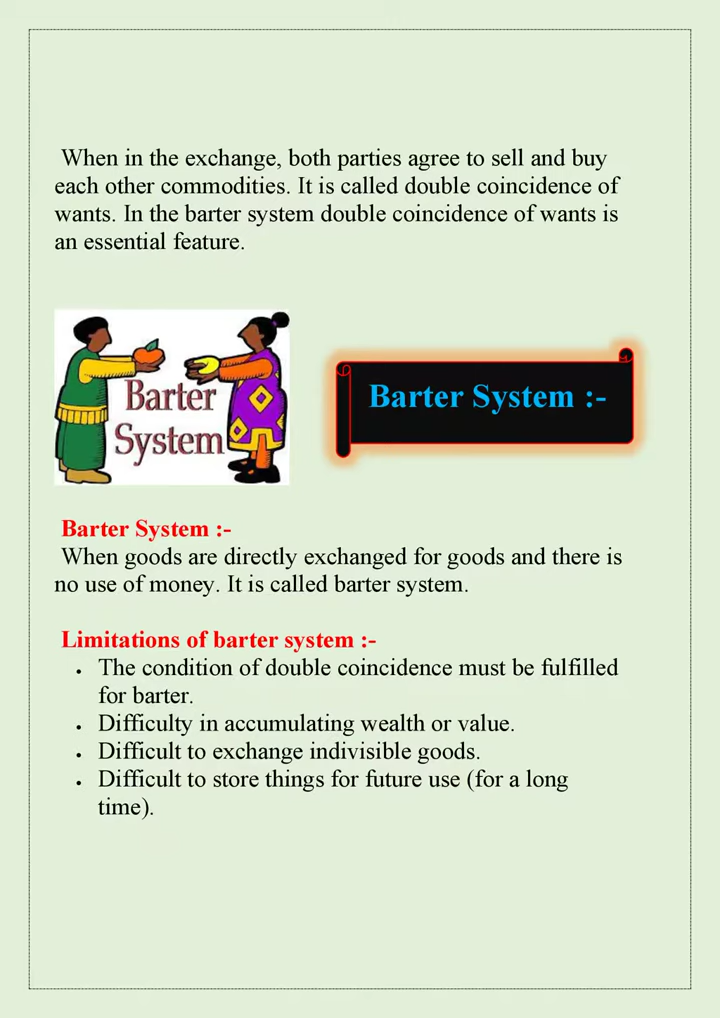 When in the exchange, both parties agree to sell and buy
each other commodities. It is called double coincidence of
wants. In the barter system double coincidence of wants is
an essential feature.
Barter
System
Barter System :-
Barter System :-
When goods are directly exchanged for goods and there is
no use of money. It is called barter system.
Limitations of barter system :-
• The condition of double coincidence must be fulfilled
for barter.
• Difficulty in accumulating wealth or value.
• Difficult to exchange indivisible goods.
• Difficult to store things for future use (for a long
time).